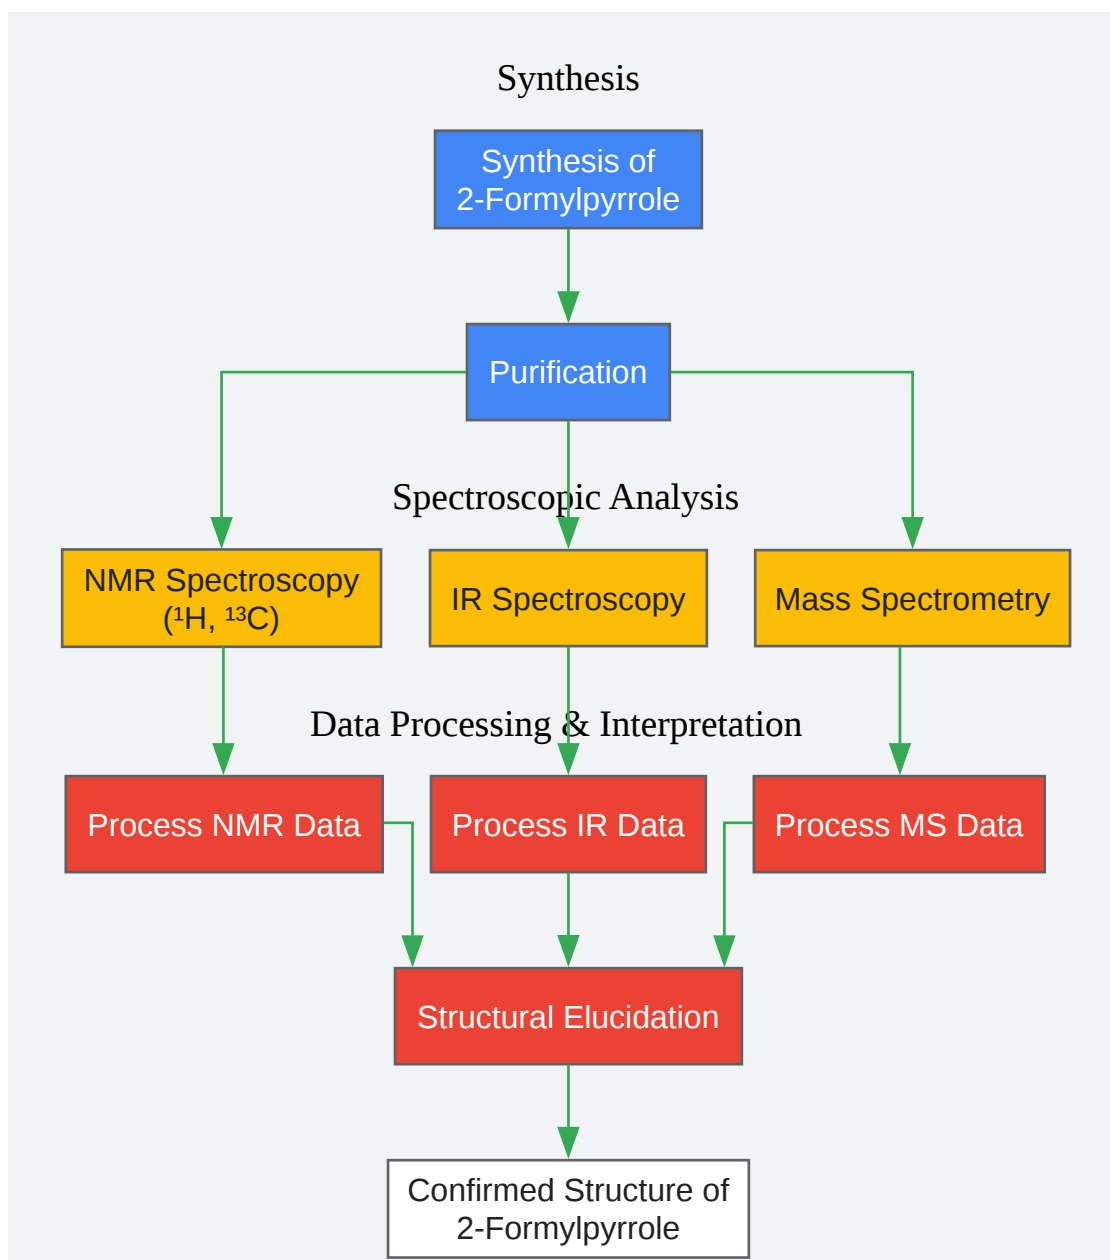 Synthesis
Synthesis of
2-Formylpyrrole
Purification
Spectroscopic Analysis
NMR Spectroscopy
(¹H, ¹³C)
IR Spectroscopy
Mass Spectrometry
Data Processing & Interpretation
Process NMR Data
Process IR Data
Process MS Data
Structural Elucidation
Confirmed Structure of
2-Formylpyrrole